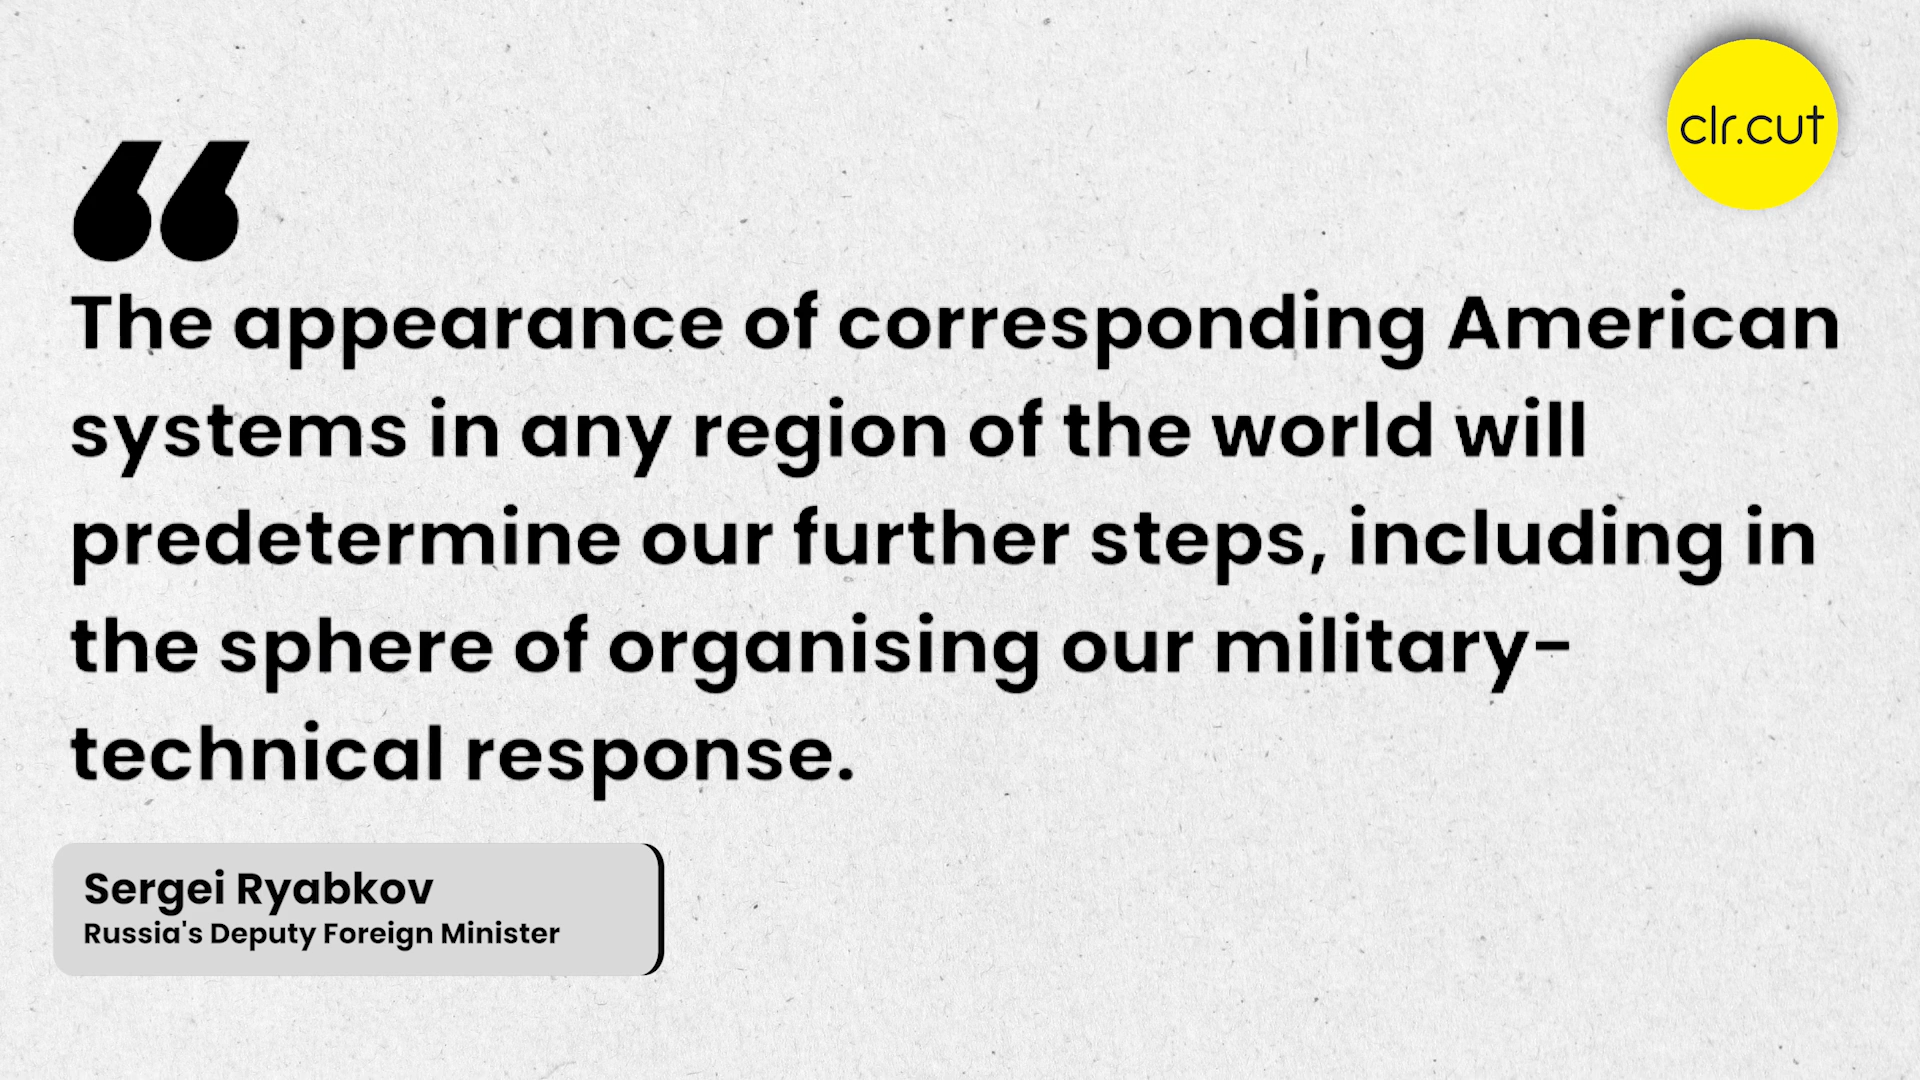 clr.cut
“
The appearance of corresponding American
systems in any region of the world will
predetermine our further steps, including in
the sphere of organising our military-
technical response.
Sergei Ryabkov
Russia's Deputy Foreign Minister